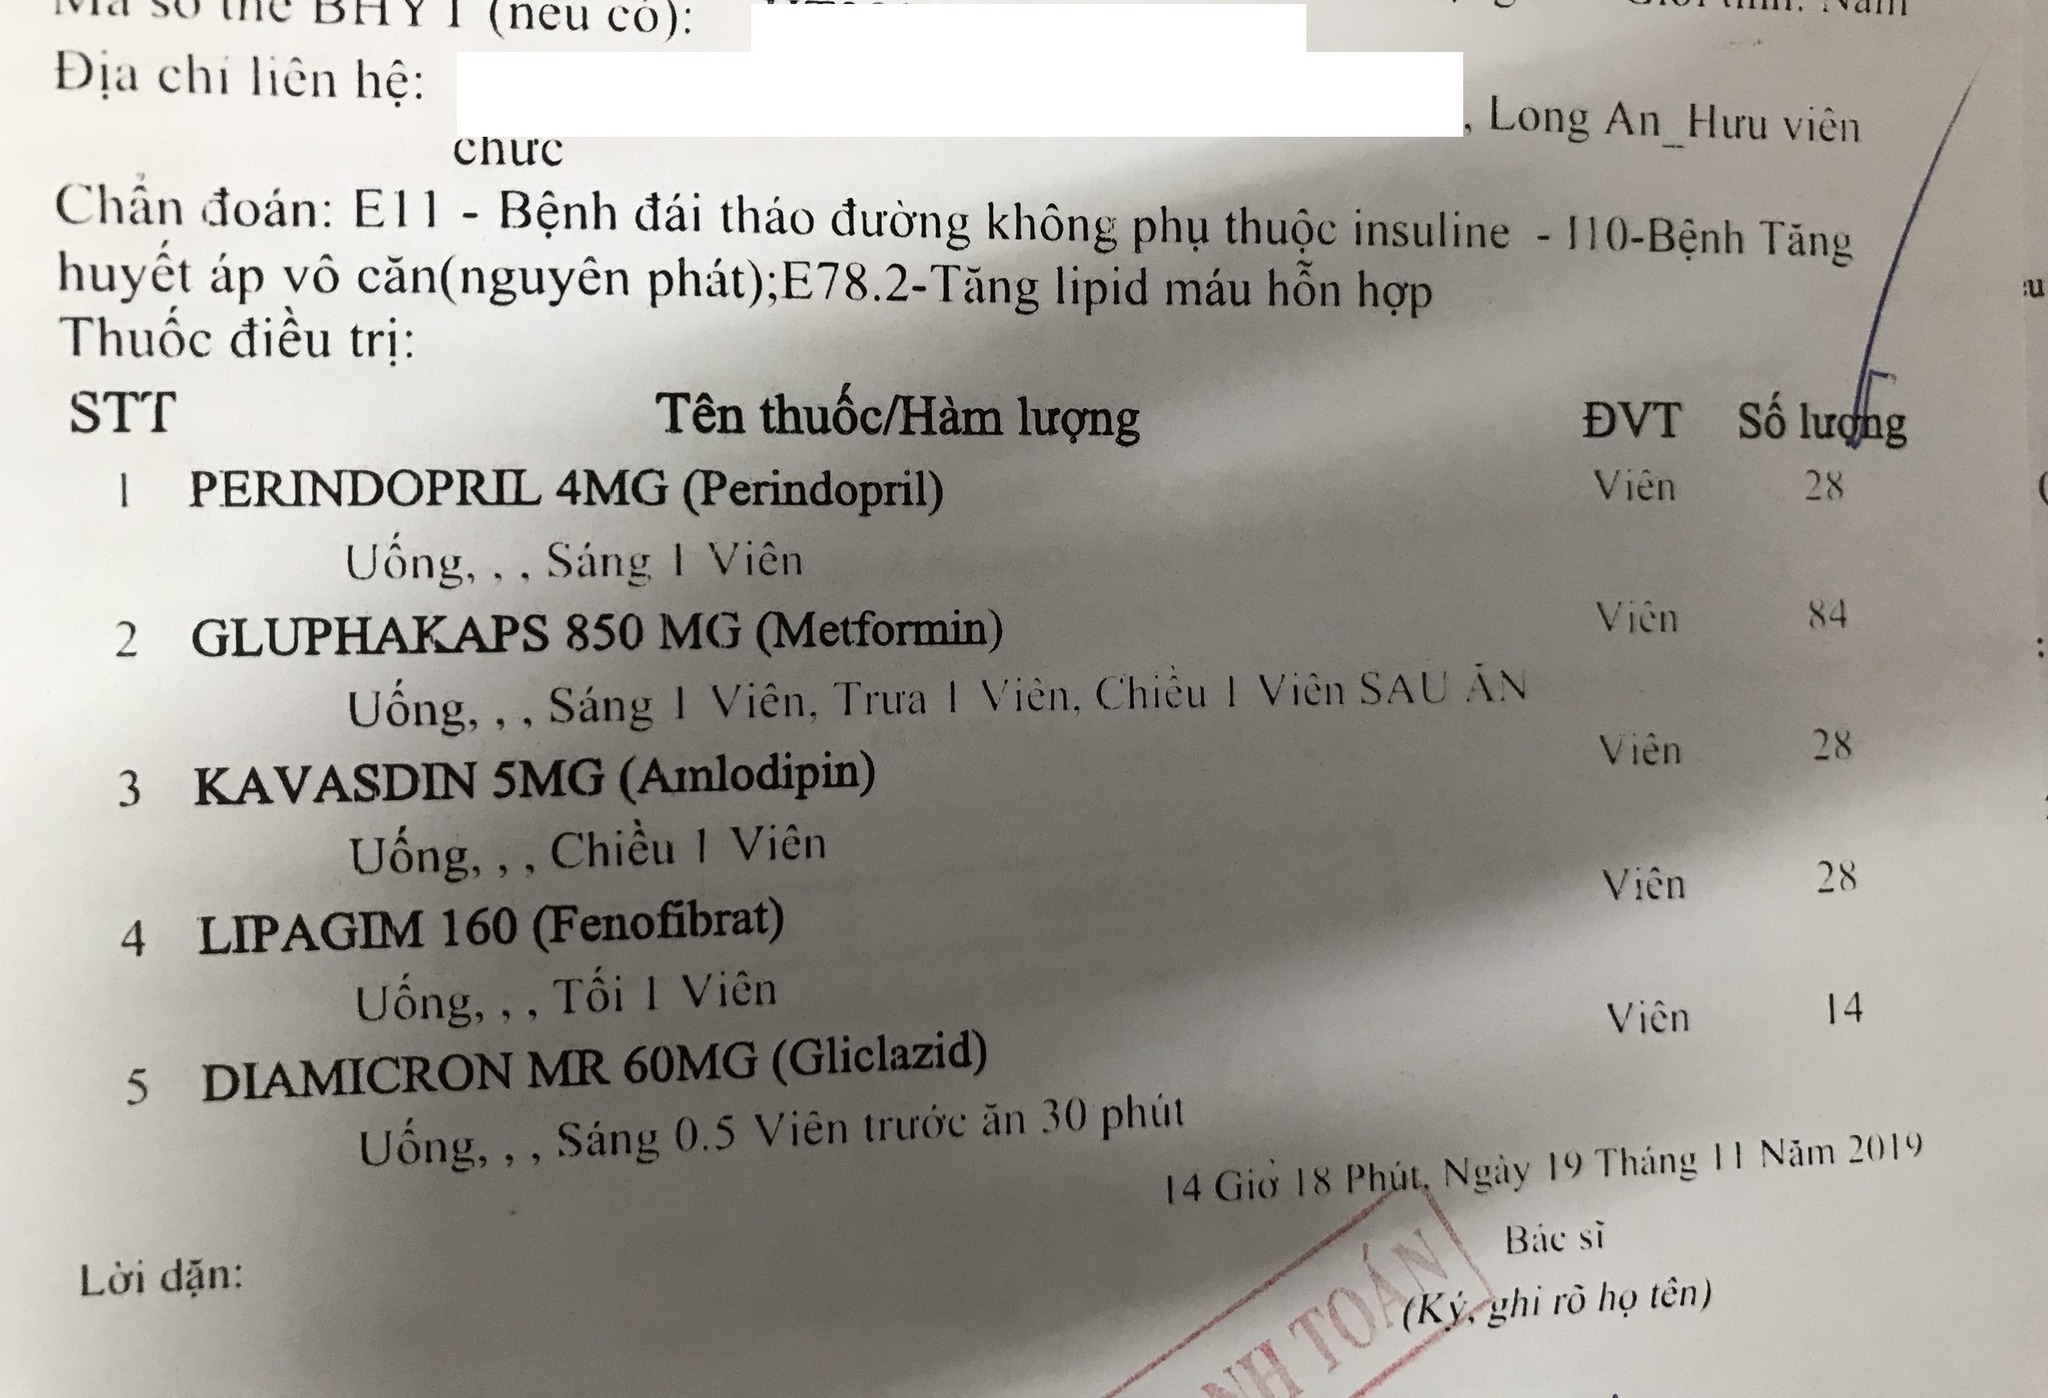 Mã số thẻ BHYT (nếu có):
Giới tính: Nam
Địa chỉ liên hệ:
, Long An_Hưu viên
chức
Chẩn đoán: E11 - Bệnh đái tháo đường không phụ thuộc insuline - I10-Bệnh Tăng
huyết áp vô căn(nguyên phát);E78.2-Tăng lipid máu hỗn hợp
Thuốc điều trị:
STT Tên thuốc/Hàm lượng ĐVT Số lượng
1 PERINDOPRIL 4MG (Perindopril) Viên 28
Uống, , , Sáng 1 Viên
2 GLUPHAKAPS 850 MG (Metformin) Viên 84
Uống, , , Sáng 1 Viên, Trưa 1 Viên, Chiều 1 Viên SAU ĂN
3 KAVASDIN 5MG (Amlodipin) Viên 28
Uống, , , Chiều 1 Viên
4 LIPAGIM 160 (Fenofibrat) Viên 28
Uống, , , Tối 1 Viên
5 DIAMICRON MR 60MG (Gliclazid) Viên 14
Uống, , , Sáng 0.5 Viên trước ăn 30 phút
14 Giờ 18 Phút, Ngày 19 Tháng 11 Năm 2019
Lời dặn:
Bác sĩ
(Ký, ghi rõ họ tên)
NH TOÁN